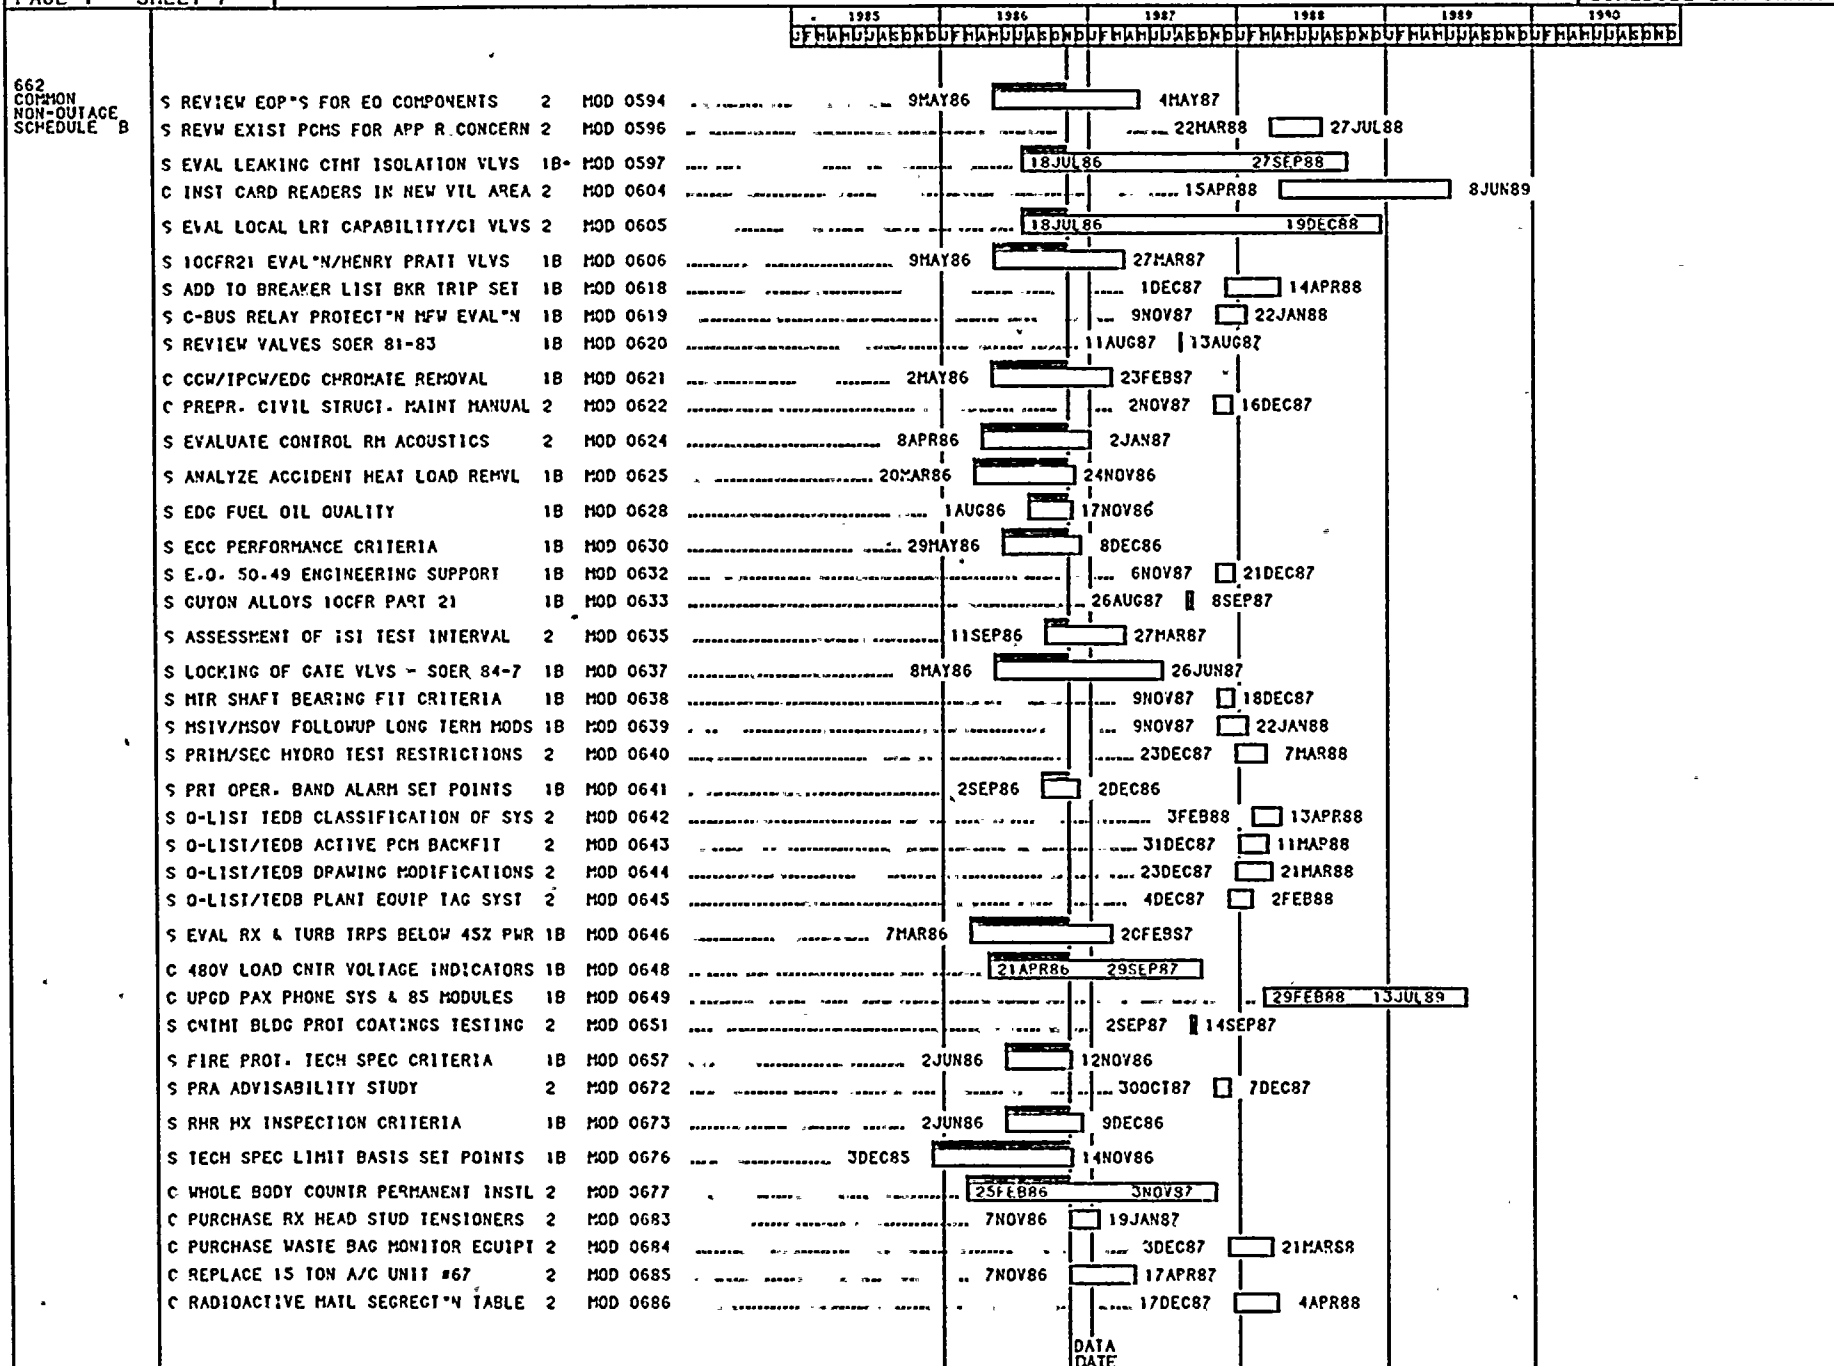 1985 1986 1987 1988 1989 1990
JFMAMJJASONDJFMAMJJASONDJFMAMJJASONDJFMAMJJASONDJFMAMJJASONDJFMAMJJASOND
662
COMMON
NON-OUTAGE
SCHEDULE B
S REVIEW EOP"S FOR EQ COMPONENTS 2 MOD 0594 9MAY86 4MAY87
S REVW EXIST PCMS FOR APP R CONCERN 2 MOD 0596 22MAR88 27JUL88
S EVAL LEAKING CTMT ISOLATION VLVS 1B MOD 0597 18JUL86 27SEP88
C INST CARD READERS IN NEW VIL AREA 2 MOD 0604 15APR88 8JUN89
S EVAL LOCAL LRT CAPABILITY/CI VLVS 2 MOD 0605 18JUL86 19DEC88
S 10CFR21 EVAL"N/HENRY PRATT VLVS 1B MOD 0606 9MAY86 27MAR87
S ADD TO BREAKER LIST BKR TRIP SET 1B MOD 0618 1DEC87 14APR88
S C-BUS RELAY PROTECT"N MFW EVAL"N 1B MOD 0619 9NOV87 22JAN88
S REVIEW VALVES SOER 81-83 1B MOD 0620 11AUG87 13AUG87
C CCW/TPCW/EDG CHROMATE REMOVAL 1B MOD 0621 2MAY86 23FEB87
C PREPR. CIVIL STRUCT. MAINT MANUAL 2 MOD 0622 2NOV87 16DEC87
S EVALUATE CONTROL RM ACOUSTICS 2 MOD 0624 8APR86 2JAN87
S ANALYZE ACCIDENT HEAT LOAD REMVL 1B MOD 0625 20MAR86 24NOV86
S EDG FUEL OIL QUALITY 1B MOD 0628 1AUG86 17NOV86
S ECC PERFORMANCE CRITERIA 1B MOD 0630 29MAY86 8DEC86
S E.Q. 50.49 ENGINEERING SUPPORT 1B MOD 0632 6NOV87 21DEC87
S GUYON ALLOYS 10CFR PART 21 1B MOD 0633 26AUG87 8SEP87
S ASSESSMENT OF ISI TEST INTERVAL 2 MOD 0635 11SEP86 27MAR87
S LOCKING OF GATE VLVS - SOER 84-7 1B MOD 0637 8MAY86 26JUN87
S MTR SHAFT BEARING FIT CRITERIA 1B MOD 0638 9NOV87 18DEC87
S MSIV/MSOV FOLLOWUP LONG TERM MODS 1B MOD 0639 9NOV87 22JAN88
S PRIM/SEC HYDRO TEST RESTRICTIONS 2 MOD 0640 23DEC87 7MAR88
S PRT OPER. BAND ALARM SET POINTS 1B MOD 0641 2SEP86 2DEC86
S Q-LIST TEDB CLASSIFICATION OF SYS 2 MOD 0642 3FEB88 13APR88
S Q-LIST/TEDB ACTIVE PCM BACKFIT 2 MOD 0643 31DEC87 11MAR88
S Q-LIST/TEDB DRAWING MODIFICATIONS 2 MOD 0644 23DEC87 21MAR88
S Q-LIST/TEDB PLANT EQUIP TAG SYST 2 MOD 0645 4DEC87 2FEB88
S EVAL RX & TURB TRPS BELOW 45% PWR 1B MOD 0646 7MAR86 20FEB87
C 480V LOAD CNTR VOLTAGE INDICATORS 1B MOD 0648 21APR86 29SEP87
C UPGD PAX PHONE SYS & 85 MODULES 1B MOD 0649 29FEB88 13JUL89
S CNTMT BLDG PROT COATINGS TESTING 2 MOD 0651 2SEP87 14SEP87
S FIRE PROT. TECH SPEC CRITERIA 1B MOD 0657 2JUN86 12NOV86
S PRA ADVISABILITY STUDY 2 MOD 0672 30OCT87 7DEC87
S RHR HX INSPECTION CRITERIA 1B MOD 0673 2JUN86 9DEC86
S TECH SPEC LIMIT BASIS SET POINTS 1B MOD 0676 3DEC85 14NOV86
C WHOLE BODY COUNTR PERMANENT INSTL 2 MOD 0677 25FEB86 3NOV87
C PURCHASE RX HEAD STUD TENSIONERS 2 MOD 0683 7NOV86 19JAN87
C PURCHASE WASTE BAG MONITOR EQUIPT 2 MOD 0684 3DEC87 21MAR88
C REPLACE 15 TON A/C UNIT #67 2 MOD 0685 7NOV86 17APR87
C RADIOACTIVE MATL SEGREGT"N TABLE 2 MOD 0686 17DEC87 4APR88
DATA
DATE